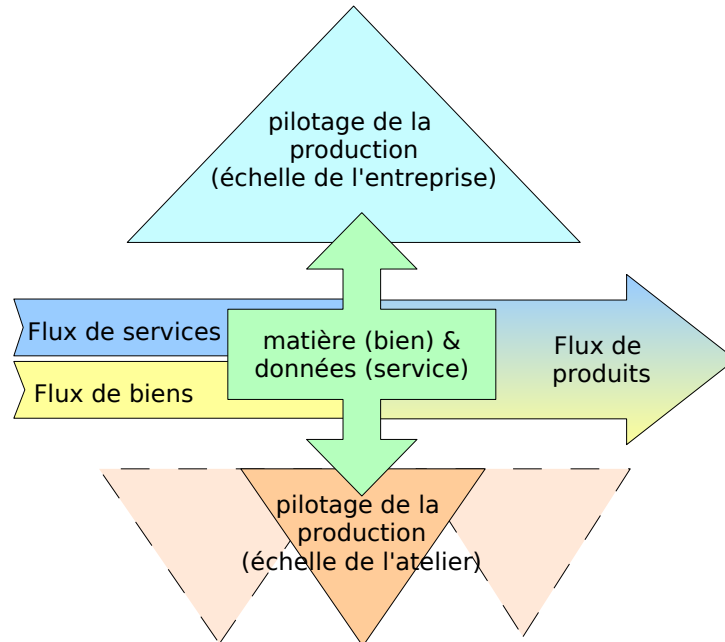 pilotage de la
production
(échelle de l'entreprise)
Flux de services
matière (bien) &
données (service)
Flux de biens
Flux de
produits
pilotage de la
production
(échelle de l'atelier)